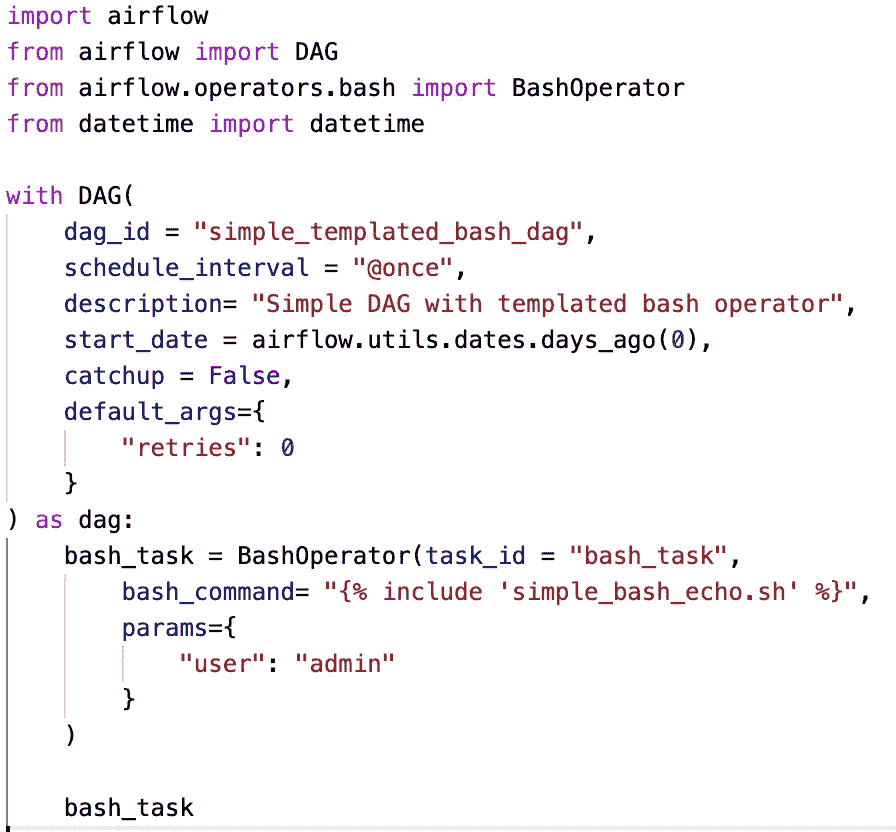 import airflow
from airflow import DAG
from airflow.operators.bash import BashOperator
from datetime import datetime

with DAG(
    dag_id = "simple_templated_bash_dag",
    schedule_interval = "@once",
    description= "Simple DAG with templated bash operator",
    start_date = airflow.utils.dates.days_ago(0),
    catchup = False,
    default_args={
        "retries": 0
    }
) as dag:
    bash_task = BashOperator(task_id = "bash_task",
        bash_command= "{% include 'simple_bash_echo.sh' %}",
        params={
            "user": "admin"
        }
    )

    bash_task